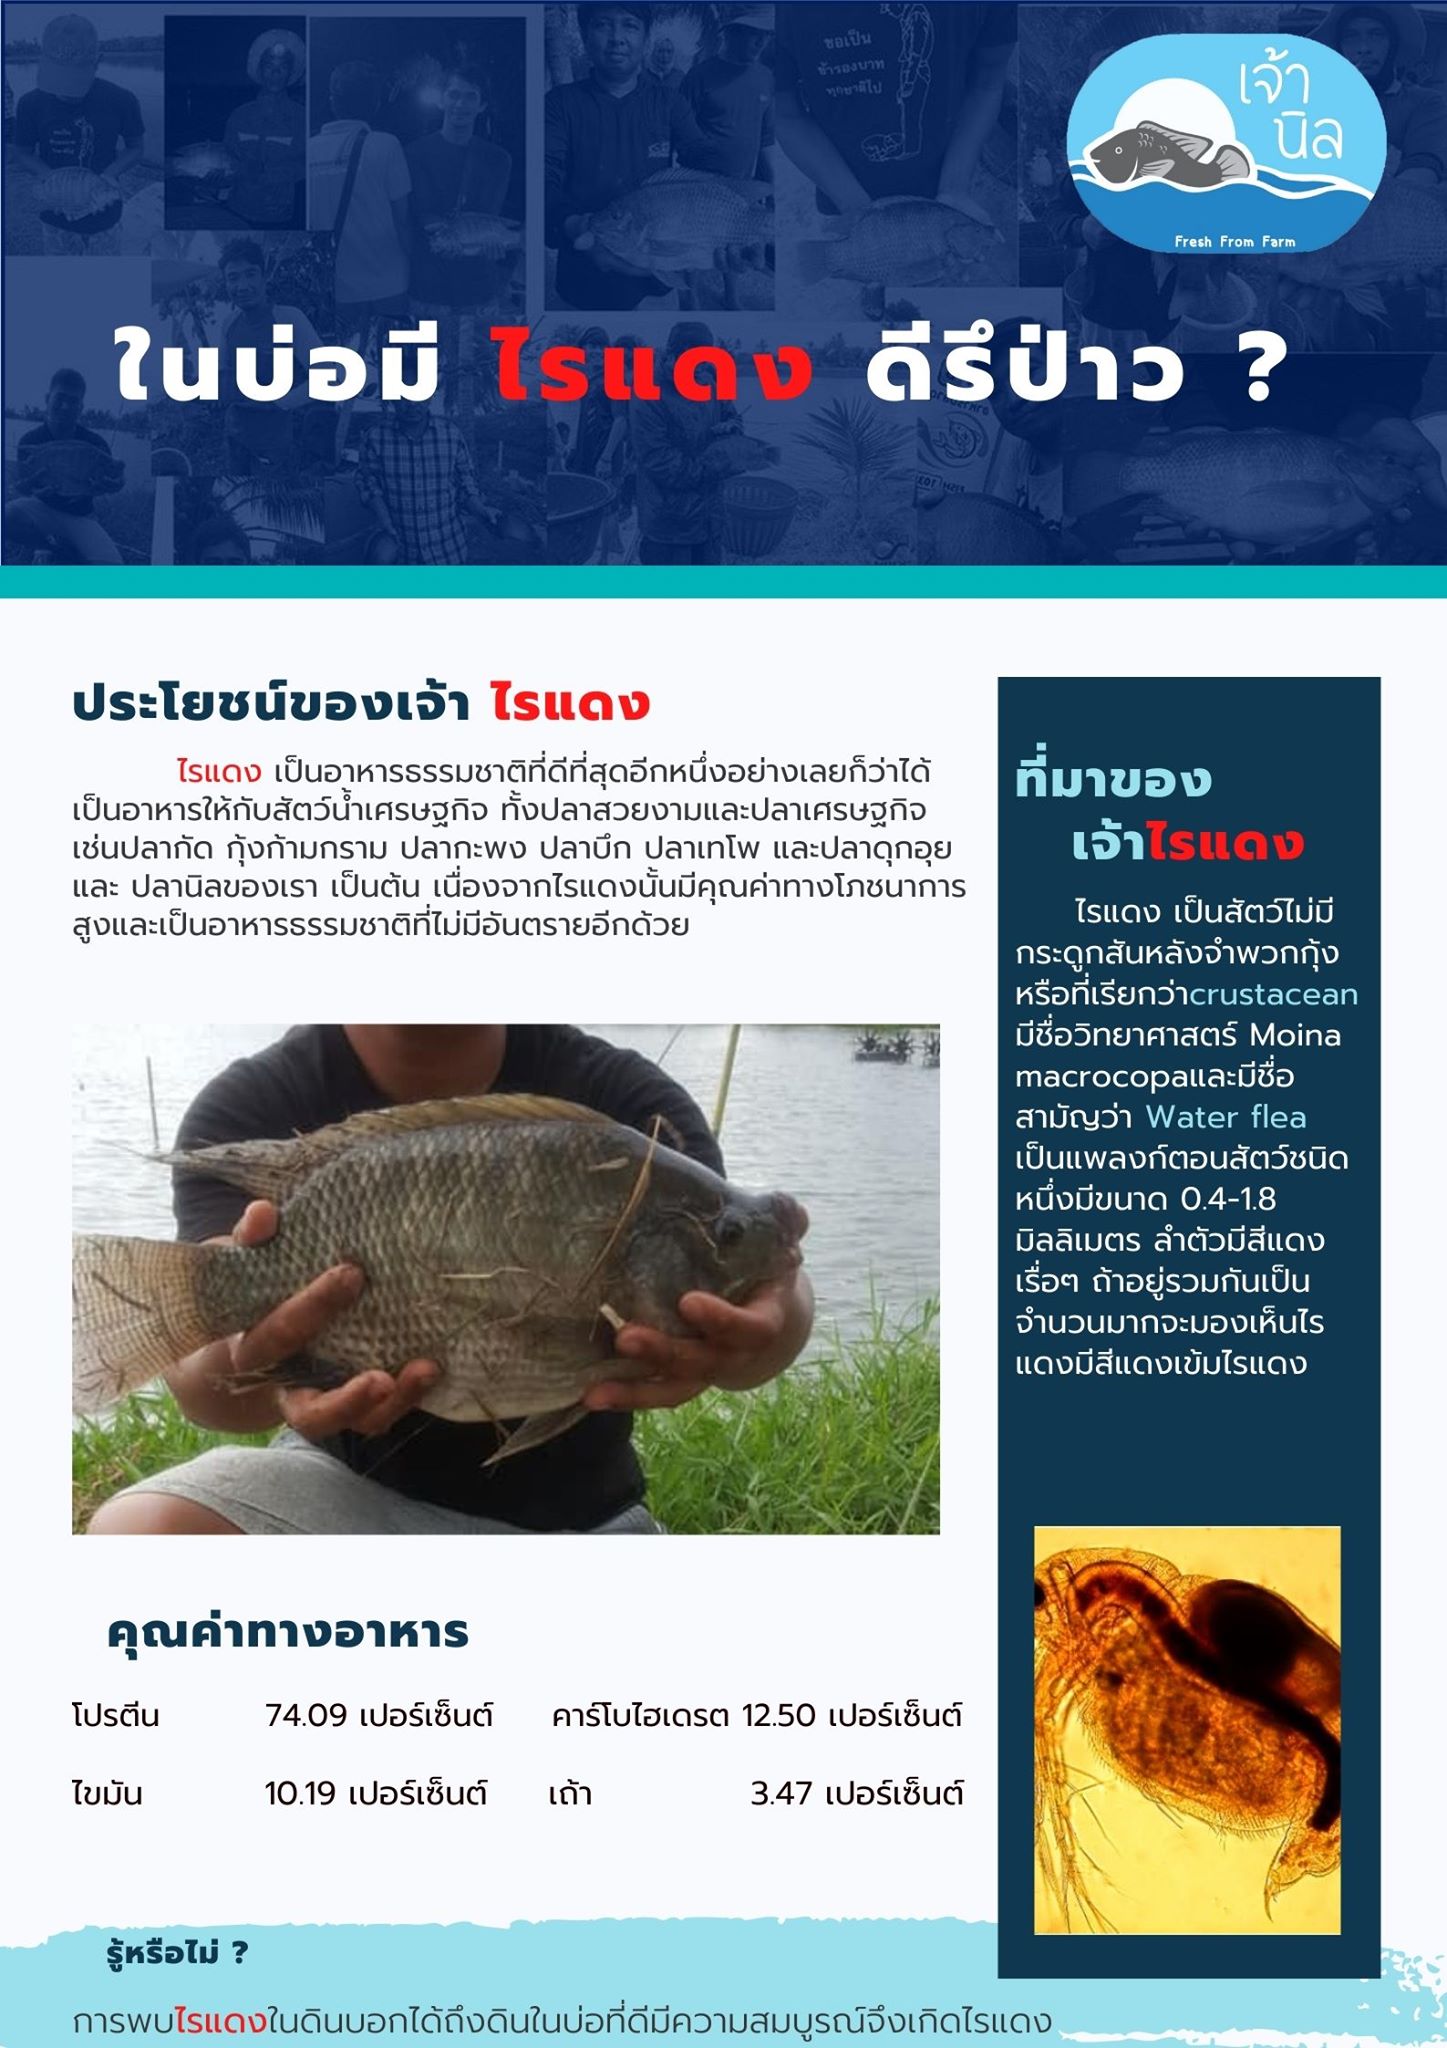 ขอเป็น
ข้ารองบาท
ทุกชาติไป
เจ้า
นิล
Fresh From Farm
ในบ่อมี ไรแดง ดีรึป่าว ?
ประโยชน์ของเจ้า ไรแดง
ไรแดง เป็นอาหารธรรมชาติที่ดีที่สุดอีกหนึ่งอย่างเลยก็ว่าได้
เป็นอาหารให้กับสัตว์น้ำเศรษฐกิจ ทั้งปลาสวยงามและปลาเศรษฐกิจ
เช่นปลากัด กุ้งก้ามกราม ปลากะพง ปลาบึก ปลาเทโพ และปลาดุกอุย
และ ปลานิลของเรา เป็นต้น เนื่องจากไรแดงนั้นมีคุณค่าทางโภชนาการ
สูงและเป็นอาหารธรรมชาติที่ไม่มีอันตรายอีกด้วย
ที่มาของ
เจ้าไรแดง
ไรแดง เป็นสัตว์ไม่มี
กระดูกสันหลังจำพวกกุ้ง
หรือที่เรียกว่าcrustacean
มีชื่อวิทยาศาสตร์ Moina
macrocopaและมีชื่อ
สามัญว่า Water flea
เป็นแพลงก์ตอนสัตว์ชนิด
หนึ่งมีขนาด 0.4-1.8
มิลลิเมตร ลำตัวมีสีแดง
เรื่อๆ ถ้าอยู่รวมกันเป็น
จำนวนมากจะมองเห็นไร
แดงมีสีแดงเข้มไรแดง
คุณค่าทางอาหาร
โปรตีน 74.09 เปอร์เซ็นต์ คาร์โบไฮเดรต 12.50 เปอร์เซ็นต์
ไขมัน 10.19 เปอร์เซ็นต์ เถ้า 3.47 เปอร์เซ็นต์
รู้หรือไม่ ?
การพบไรแดงในดินบอกได้ถึงดินในบ่อที่ดีมีความสมบูรณ์จึงเกิดไรแดง